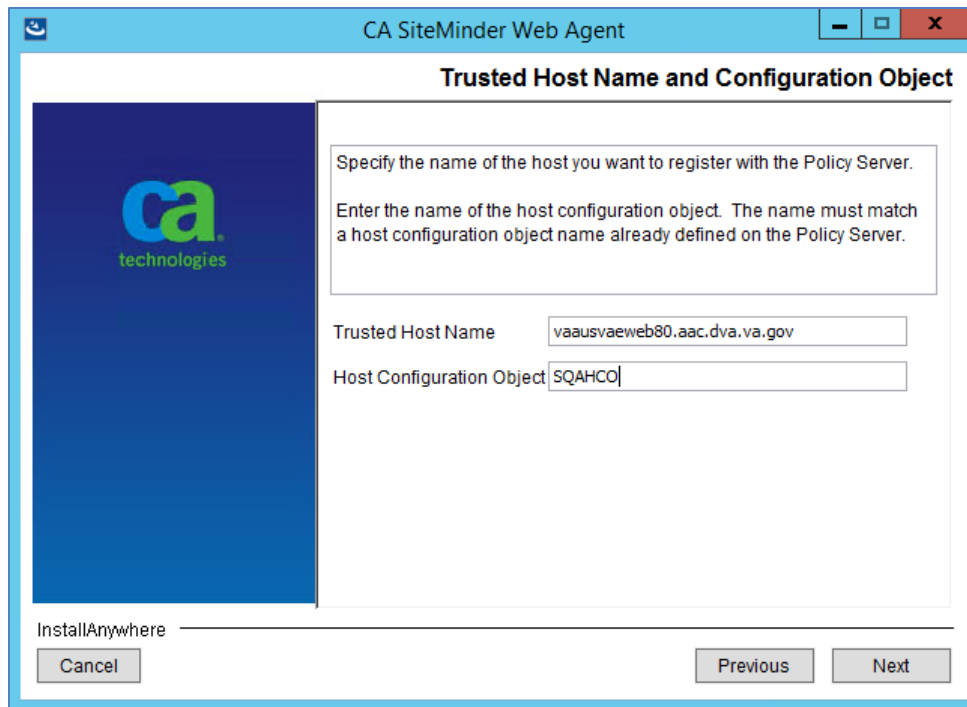 CA SiteMinder Web Agent
Trusted Host Name and Configuration Object
ca
technologies
Specify the name of the host you want to register with the Policy Server.
Enter the name of the host configuration object.  The name must match
a host configuration object name already defined on the Policy Server.
Trusted Host Name vaausvaeweb80.aac.dva.va.gov
Host Configuration Object SQAHCO
InstallAnywhere
Cancel Previous Next